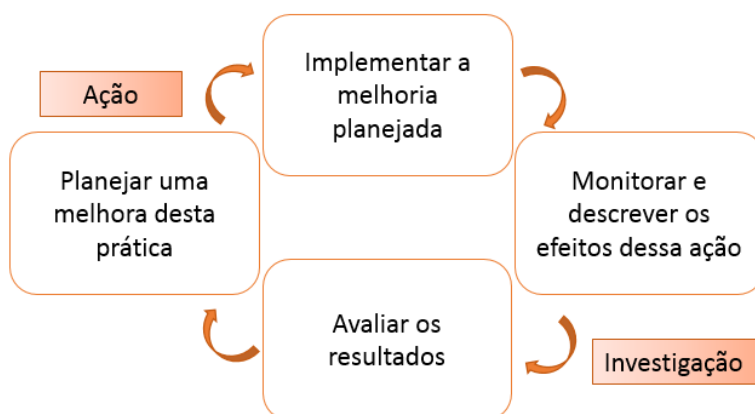 Ação
Implementar a
melhoria
planejada
Planejar uma
melhora desta
prática
Monitorar e
descrever os
efeitos dessa ação
Avaliar os
resultados
Investigação